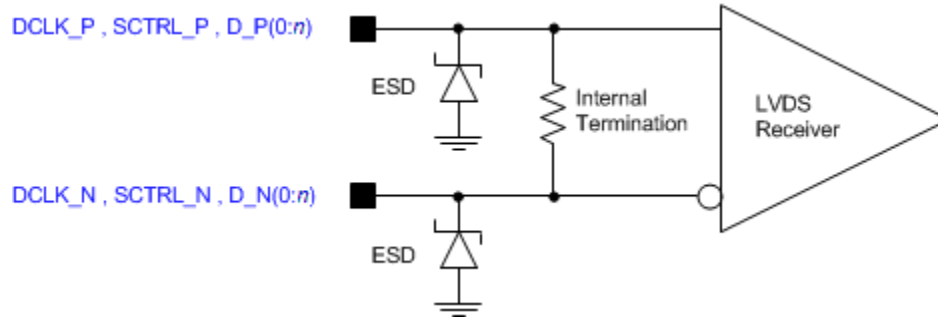 DCLK_P , SCTRL_P , D_P(0:n)
ESD
Internal
Termination
LVDS
Receiver
DCLK_N , SCTRL_N , D_N(0:n)
ESD